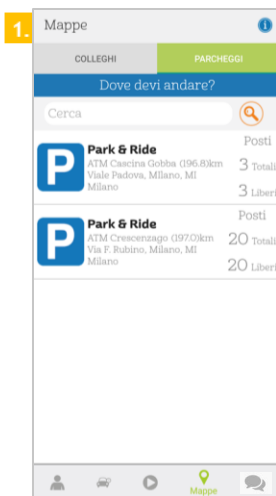 1.
Mappe
i
COLLEGHI PARCHEGGI
Dove devi andare?
Cerca
P
Park & Ride
ATM Cascina Gobba (196.8)km
Viale Padova, MIlano, MI
Milano
Posti
3 Totali
3 Liberi
P
Park & Ride
ATM Crescenzago (197.0)km
Via F. Rubino, Milano, MI
Milano
Posti
20 Totali
20 Liberi
Mappe